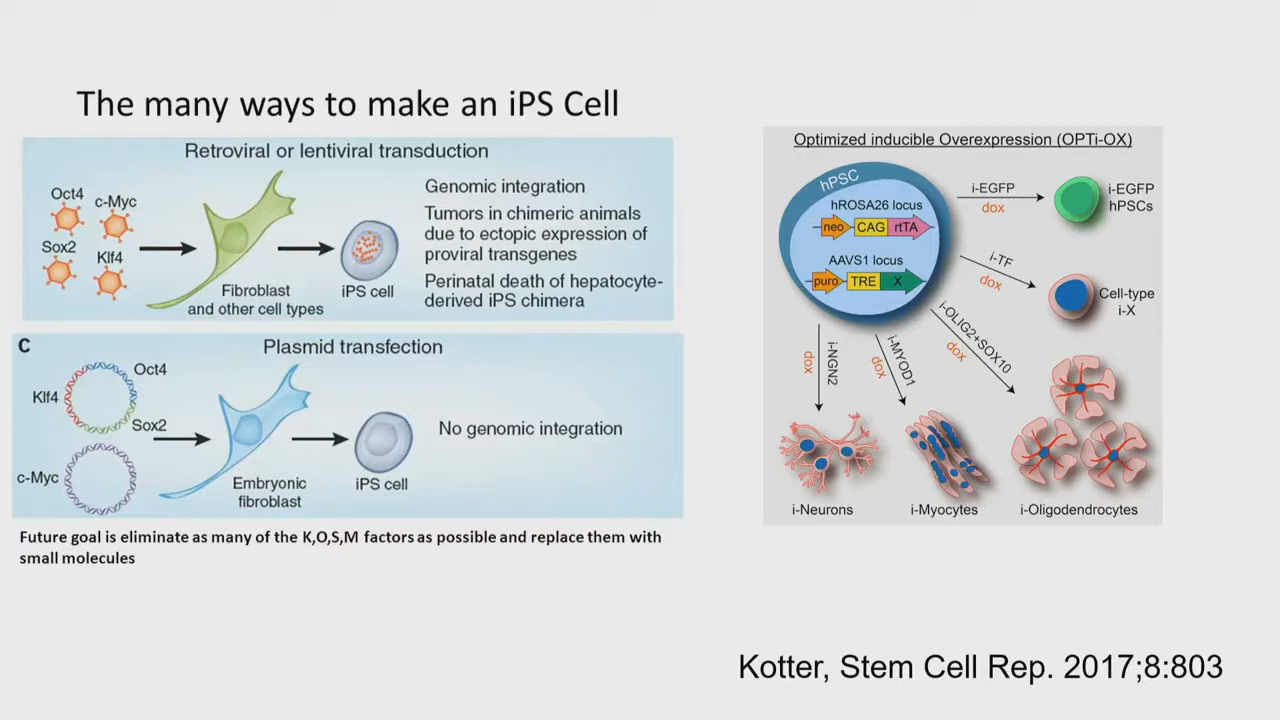 The many ways to make an iPS Cell
Retroviral or lentiviral transduction
Oct4
c-Myc
Sox2
Klf4
Fibroblast
and other cell types
iPS cell
Genomic integration
Tumors in chimeric animals
due to ectopic expression of
proviral transgenes
Perinatal death of hepatocyte-
derived iPS chimera
C
Plasmid transfection
Oct4
Klf4
Sox2
c-Myc
Embryonic
fibroblast
iPS cell
No genomic integration
Future goal is eliminate as many of the K,O,S,M factors as possible and replace them with
small molecules
Optimized inducible Overexpression (OPTi-OX)
hPSC
hROSA26 locus
neo CAG rtTA
AAVS1 locus
puro TRE X
i-EGFP
dox
i-EGFP
hPSCs
i-TF
dox
Cell-type
i-X
i-OLIG2+SOX10
dox
i-MYOD1
dox
i-NGN2
dox
i-Neurons
i-Myocytes
i-Oligodendrocytes
Kotter, Stem Cell Rep. 2017;8:803